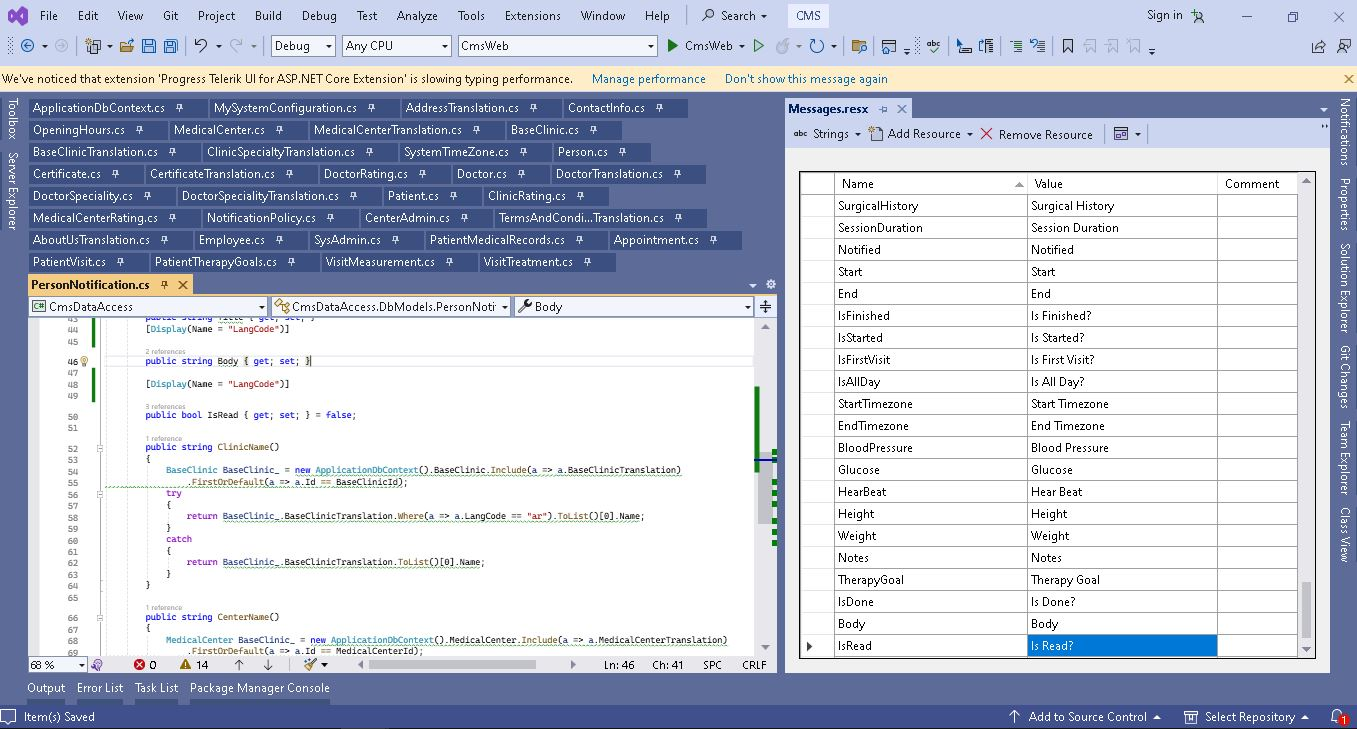 File Edit View Git Project Build Debug Test Analyze Tools Extensions Window Help Search CMS Sign in
Debug Any CPU CmsWeb CmsWeb
We've noticed that extension 'Progress Telerik UI for ASP.NET Core Extension' is slowing typing performance. Manage performance Don't show this message again
Toolbox
Server Explorer
ApplicationDbContext.cs MySystemConfiguration.cs AddressTranslation.cs ContactInfo.cs
OpeningHours.cs MedicalCenter.cs MedicalCenterTranslation.cs BaseClinic.cs
BaseClinicTranslation.cs ClinicSpecialtyTranslation.cs SystemTimeZone.cs Person.cs
Certificate.cs CertificateTranslation.cs DoctorRating.cs Doctor.cs DoctorTranslation.cs
DoctorSpeciality.cs DoctorSpecialityTranslation.cs Patient.cs ClinicRating.cs
MedicalCenterRating.cs NotificationPolicy.cs CenterAdmin.cs TermsAndCondi...Translation.cs
AboutUsTranslation.cs Employee.cs SysAdmin.cs PatientMedicalRecords.cs Appointment.cs
PatientVisit.cs PatientTherapyGoals.cs VisitMeasurement.cs VisitTreatment.cs
PersonNotification.cs
CmsDataAccess CmsDataAccess.DbModels.PersonNoti Body
43 public string Title { get; set; }
44 [Display(Name = "LangCode")]
45
2 references
46 public string Body { get; set; }
47
48 [Display(Name = "LangCode")]
49
3 references
50 public bool IsRead { get; set; } = false;
51
1 reference
52 public string ClinicName()
53 {
54 BaseClinic BaseClinic_ = new ApplicationDbContext().BaseClinic.Include(a => a.BaseClinicTranslation)
55 .FirstOrDefault(a => a.Id == BaseClinicId);
56 try
57 {
58 return BaseClinic_.BaseClinicTranslation.Where(a => a.LangCode == "ar").ToList()[0].Name;
59 }
60 catch
61 {
62 return BaseClinic_.BaseClinicTranslation.ToList()[0].Name;
63 }
64 }
65
1 reference
66 public string CenterName()
67 {
68 MedicalCenter BaseClinic_ = new ApplicationDbContext().MedicalCenter.Include(a => a.MedicalCenterTranslation)
69 .FirstOrDefault(a => a.Id == MedicalCenterId);
68 % 0 14 Ln: 46 Ch: 41 SPC CRLF
Messages.resx
abc Strings Add Resource Remove Resource
Name Value Comment
SurgicalHistory Surgical History
SessionDuration Session Duration
Notified Notified
Start Start
End End
IsFinished Is Finished?
IsStarted Is Started?
IsFirstVisit Is First Visit?
IsAllDay Is All Day?
StartTimezone Start Timezone
EndTimezone End Timezone
BloodPressure Blood Pressure
Glucose Glucose
HearBeat Hear Beat
Height Height
Weight Weight
Notes Notes
TherapyGoal Therapy Goal
IsDone Is Done?
Body Body
IsRead Is Read?
Notifications
Properties
Solution Explorer
Git Changes
Team Explorer
Class View
Output Error List Task List Package Manager Console
Item(s) Saved Add to Source Control Select Repository 1